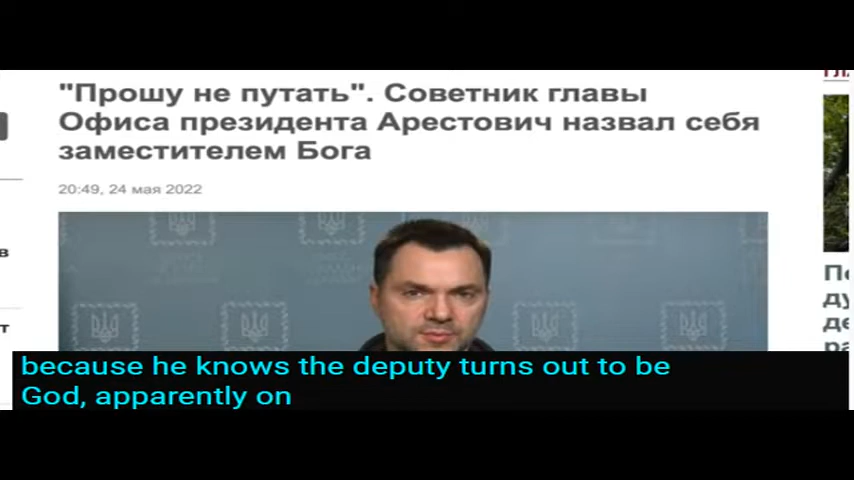 "Прошу не путать". Советник главы
Офиса президента Арестович назвал себя
заместителем Бога
20:49, 24 мая 2022
because he knows the deputy turns out to be
God, apparently on